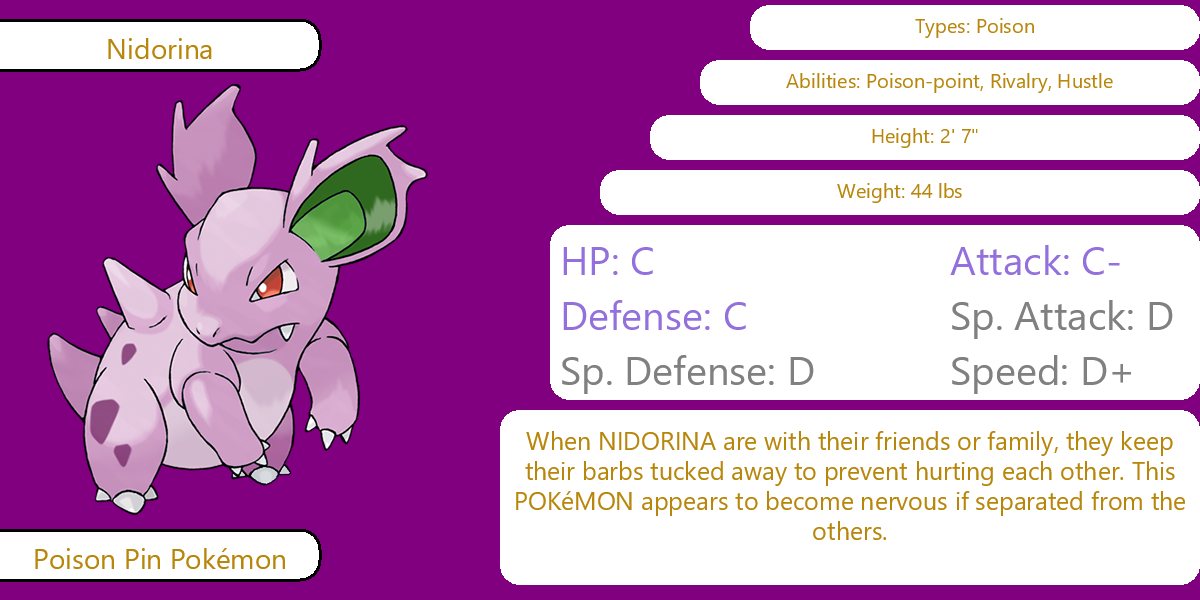 Nidorina
Types: Poison
Abilities: Poison-point, Rivalry, Hustle
Height: 2' 7"
Weight: 44 lbs
HP: C
Attack: C-
Defense: C
Sp. Attack: D
Sp. Defense: D
Speed: D+
When NIDORINA are with their friends or family, they keep
their barbs tucked away to prevent hurting each other. This
POKéMON appears to become nervous if separated from the
others.
Poison Pin Pokémon